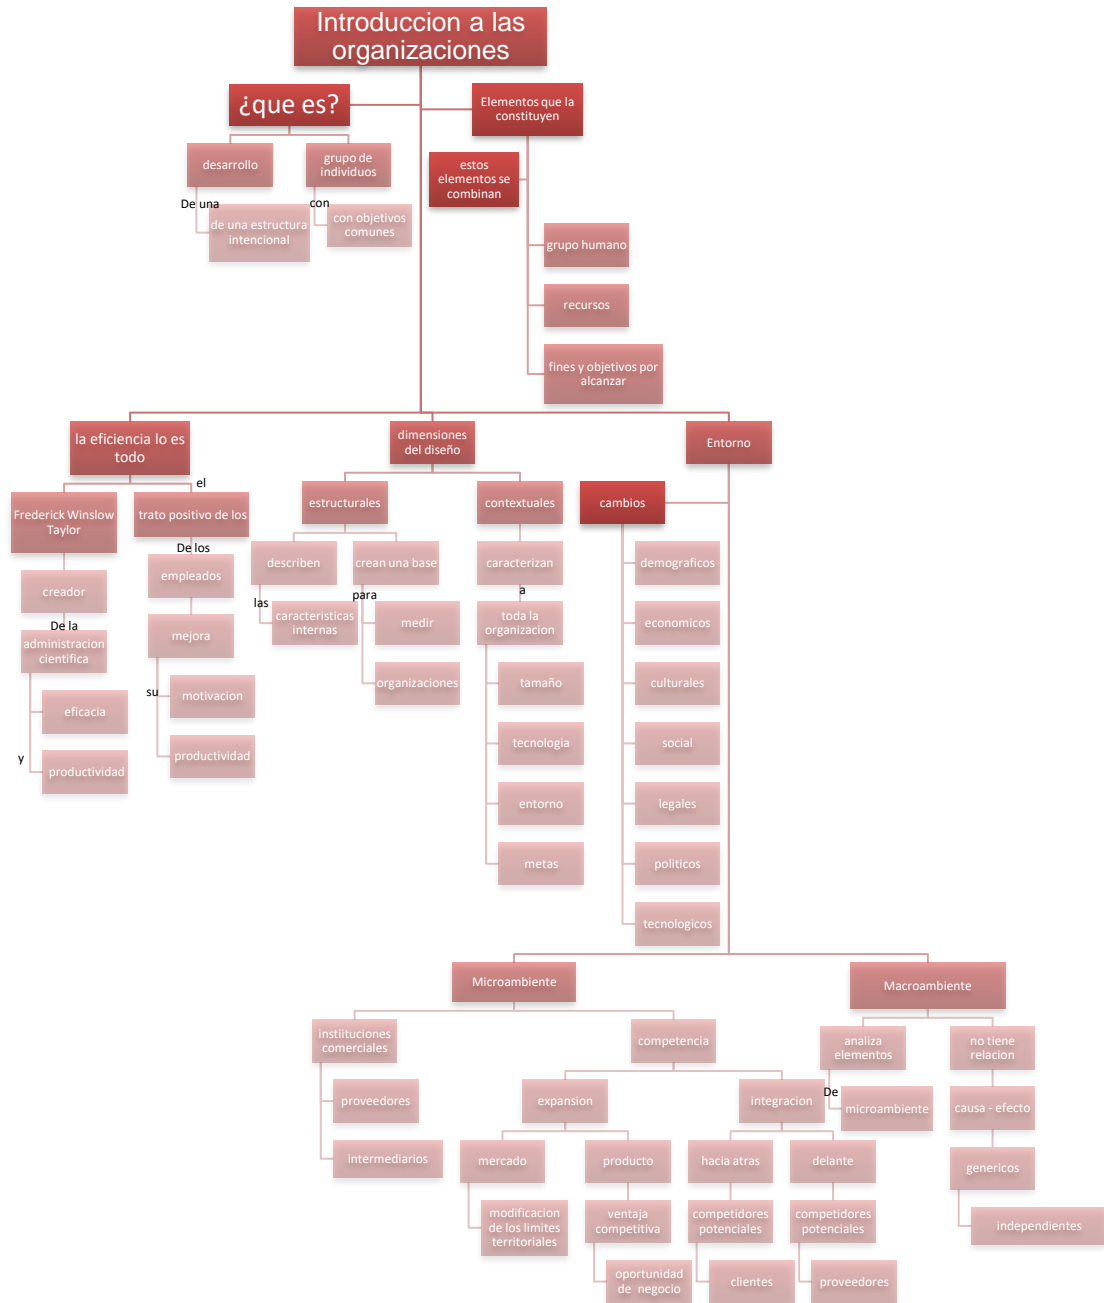 Introduccion a las
organizaciones
¿que es?
Elementos que la
constituyen
desarrollo
grupo de
individuos
estos
elementos se
combinan
De una
con
de una estructura
intencional
con objetivos
comunes
grupo humano
recursos
fines y objetivos por
alcanzar
la eficiencia lo es
todo
dimensiones
del diseño
Entorno
el
Frederick Winslow
Taylor
trato positivo de los
estructurales
contextuales
cambios
De los
creador
empleados
describen
crean una base
caracterizan
demograficos
las
para
a
De la
administracion
cientifica
mejora
caracteristicas
internas
medir
toda la
organizacion
economicos
su
eficacia
motivacion
organizaciones
tamaño
culturales
y
productividad
productividad
tecnologia
social
entorno
legales
metas
politicos
tecnologicos
Microambiente
Macroambiente
instiituciones
comerciales
competencia
analiza
elementos
no tiene
relacion
De
proveedores
expansion
integracion
microambiente
causa - efecto
intermediarios
mercado
producto
hacia atras
delante
genericos
modificacion
de los limites
territoriales
ventaja
competitiva
competidores
potenciales
competidores
potenciales
independientes
oportunidad
de negocio
clientes
proveedores